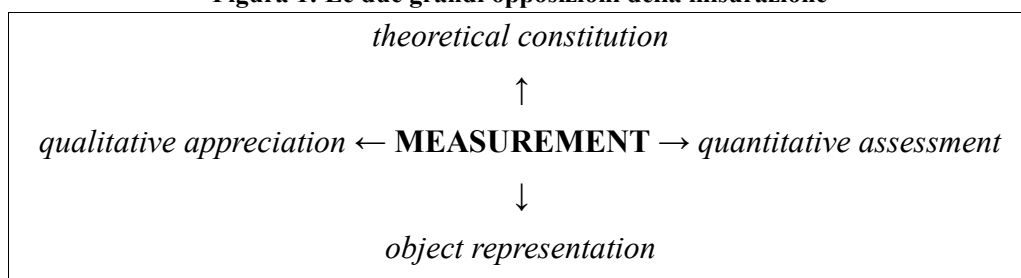 Figura 1: Le due grandi opposizioni della misurazione
theoretical constitution
↑
qualitative appreciation ← MEASUREMENT → quantitative assessment
↓
object representation